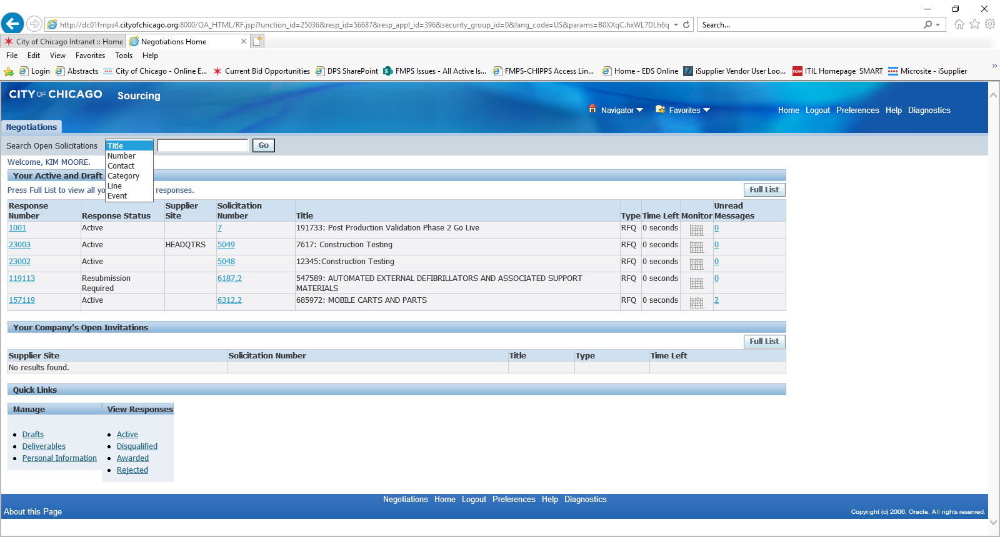 http://dc01fmps4.cityofchicago.org:8000/OA_HTML/RF.jsp?function_id=25036&resp_id=56687&resp_appl_id=396&security_group_id=0&lang_code=US&params=B0XXqC.hxWL7DLh6q
Search...
City of Chicago Intranet :: Home
Negotiations Home
File Edit View Favorites Tools Help
Login Abstracts City of Chicago - Online E... Current Bid Opportunities DPS SharePoint FMPS Issues - All Active Is... FMPS-CHIPPS Access Lin... Home - EDS Online iSupplier Vendor User Loo... now ITIL Homepage SMART Microsite - iSupplier »
CITY OF CHICAGO Sourcing
Navigator Favorites Home Logout Preferences Help Diagnostics
Negotiations
Search Open Solicitations Title Go
Number
Contact
Category
Line
Event
Welcome, KIM MOORE.
Your Active and Draft
Press Full List to view all yo responses. Full List
Response Number Response Status Supplier Site Solicitation Number Title Type Time Left Monitor Unread Messages
1001 Active 7 191733: Post Production Validation Phase 2 Go Live RFQ 0 seconds 0
23003 Active HEADQTRS 5049 7617: Construction Testing RFQ 0 seconds 0
23002 Active 5048 12345:Construction Testing RFQ 0 seconds 0
119113 Resubmission Required 6187,2 547589: AUTOMATED EXTERNAL DEFIBRILLATORS AND ASSOCIATED SUPPORT MATERIALS RFQ 0 seconds 0
157119 Active 6312,2 685972: MOBILE CARTS AND PARTS RFQ 0 seconds 2
Your Company's Open Invitations
Full List
Supplier Site Solicitation Number Title Type Time Left
No results found.
Quick Links
Manage
Drafts
Deliverables
Personal Information
View Responses
Active
Disqualified
Awarded
Rejected
Negotiations Home Logout Preferences Help Diagnostics
About this Page
Copyright (c) 2006, Oracle. All rights reserved.